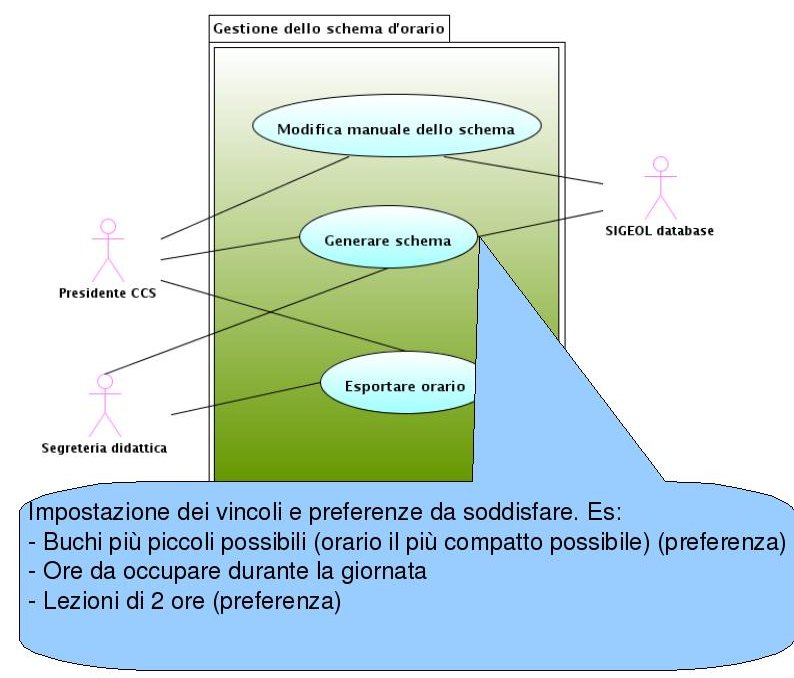 Gestione dello schema d'orario
Modifica manuale dello schema
SIGEOL database
Generare schema
Presidente CCS
Esportare orario
Segreteria didattica
Impostazione dei vincoli e preferenze da soddisfare. Es:
- Buchi più piccoli possibili (orario il più compatto possibile) (preferenza)
- Ore da occupare durante la giornata
- Lezioni di 2 ore (preferenza)